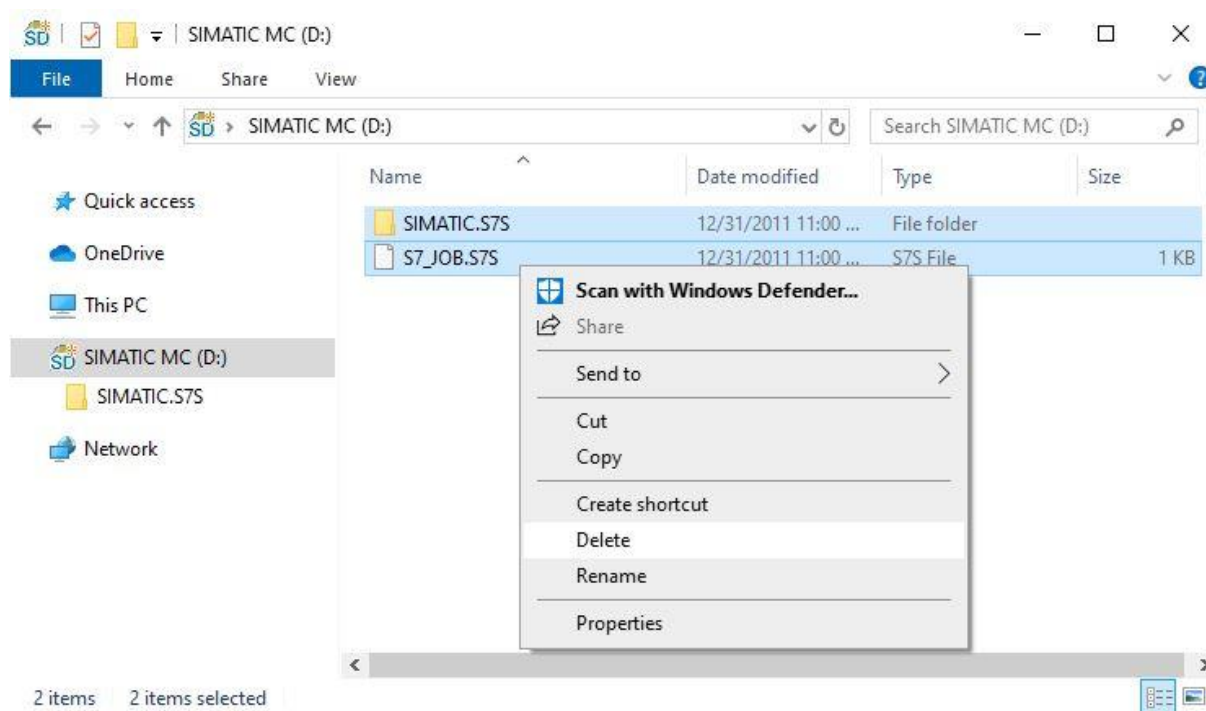 SD SIMATIC MC (D:)
File Home Share View ?
SD SIMATIC MC (D:) Search SIMATIC MC (D:)
Name Date modified Type Size
Quick access
OneDrive
This PC
SD SIMATIC MC (D:)
SIMATIC.S7S
Network
SIMATIC.S7S 12/31/2011 11:00 ... File folder
S7_JOB.S7S 12/31/2011 11:00 ... S7S File 1 KB
Scan with Windows Defender...
Share
Send to
Cut
Copy
Create shortcut
Delete
Rename
Properties
2 items 2 items selected